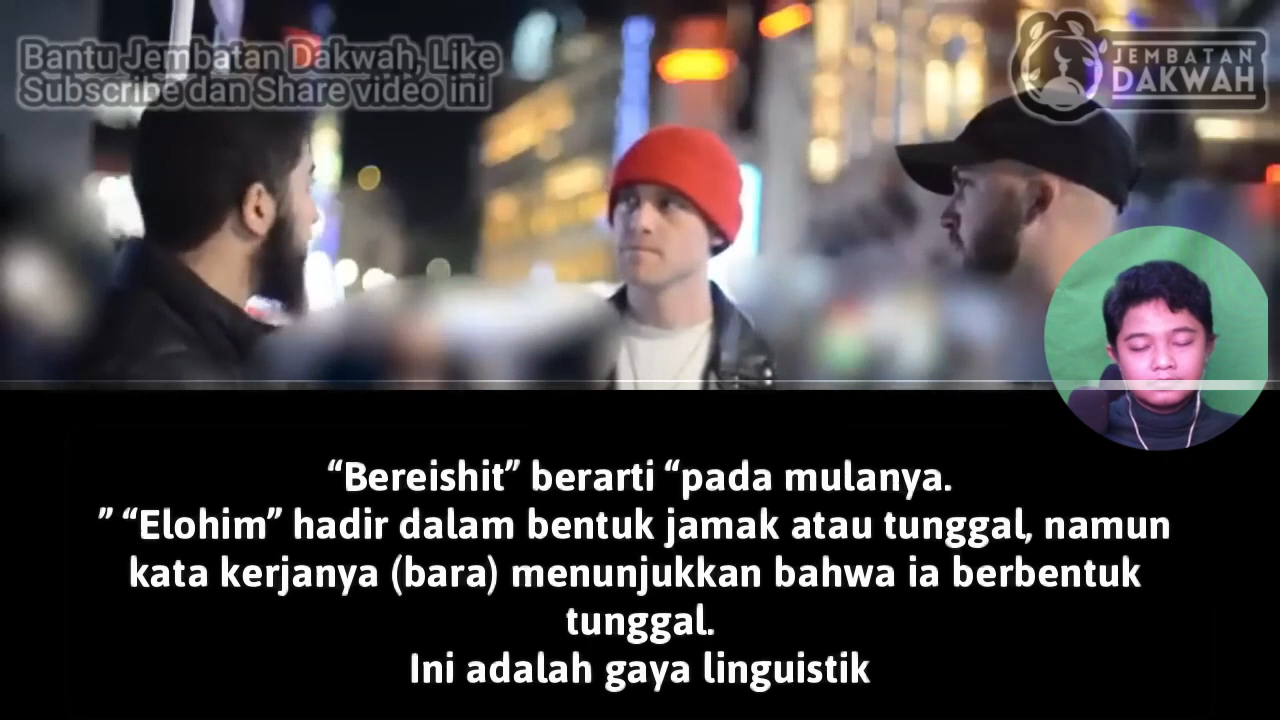 Bantu Jembatan Dakwah, Like
Subscribe dan Share video ini
JEMBATAN
DAKWAH
“Bereishit” berarti “pada mulanya.
” “Elohim” hadir dalam bentuk jamak atau tunggal, namun
kata kerjanya (bara) menunjukkan bahwa ia berbentuk
tunggal.
Ini adalah gaya linguistik